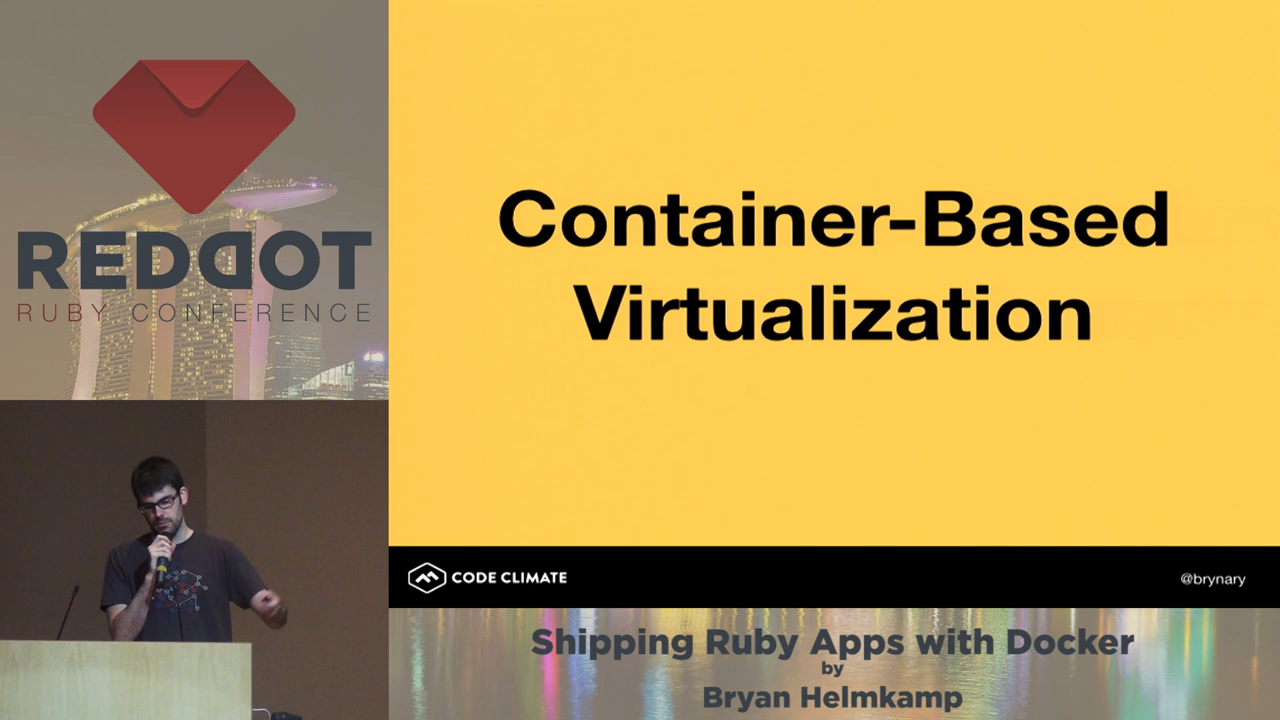 REDDOT
RUBY CONFERENCE
Container-Based
Virtualization
CODE CLIMATE
@brynary
Shipping Ruby Apps with Docker
by
Bryan Helmkamp